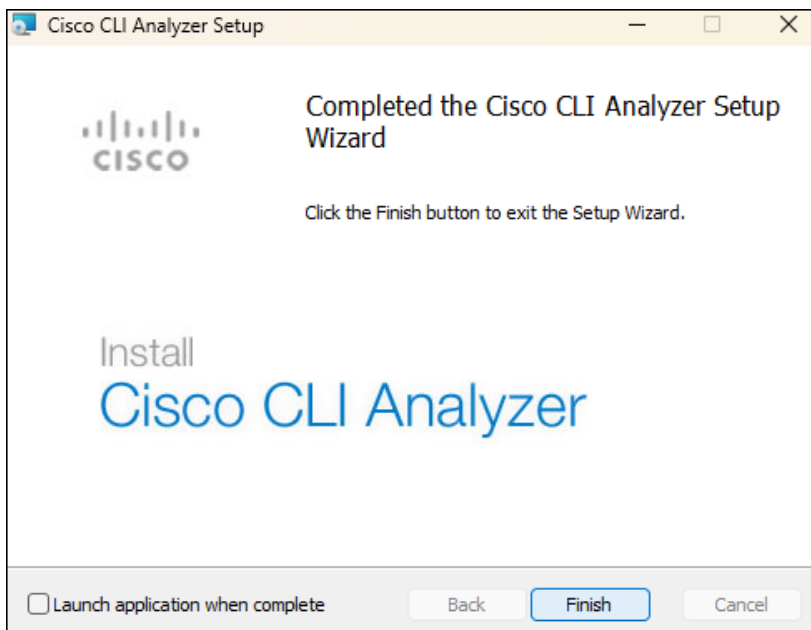 Cisco CLI Analyzer Setup
CISCO
Completed the Cisco CLI Analyzer Setup
Wizard
Click the Finish button to exit the Setup Wizard.
Install
Cisco CLI Analyzer
Launch application when complete
Back
Finish
Cancel